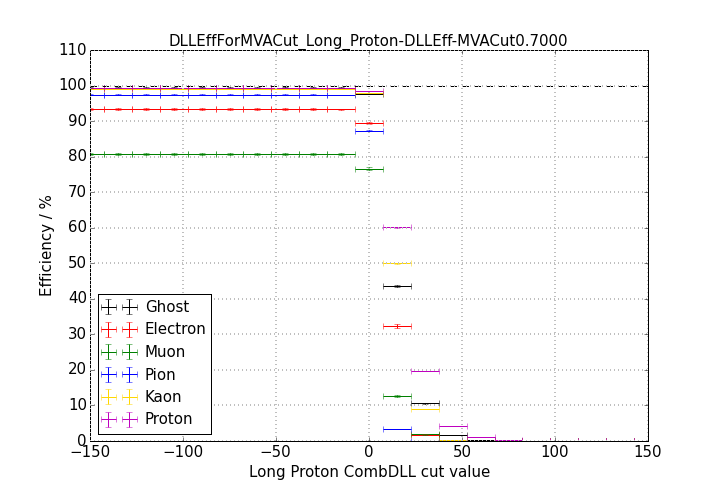 DLLEffForMVACut_Long_Proton-DLLEff-MVACut0.7000
110
100
90
80
70
60
50
40
30
20
10
0
Efficiency / %
Ghost
Electron
Muon
Pion
Kaon
Proton
−150 −100 −50 0 50 100 150
Long Proton CombDLL cut value